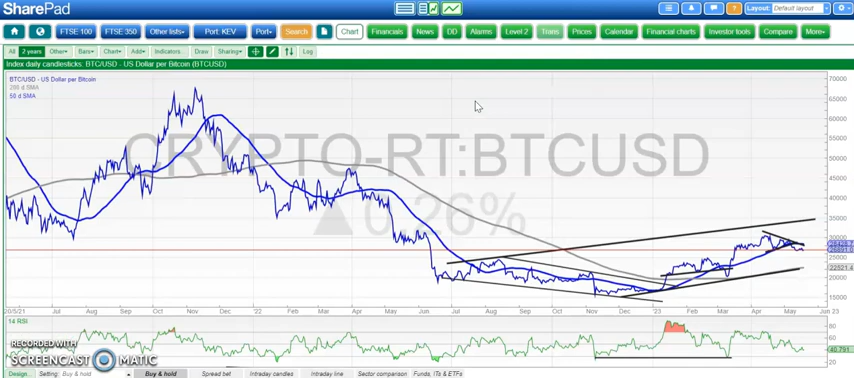 SharePad
Layout: Default layout
FTSE 100 FTSE 350 Other lists Port: KEV Port Search Chart Financials News DD Alarms Level 2 Trans Prices Calendar Financial charts Investor tools Compare More
All 2 years Other Bars Chart Add Indicators... Draw Sharing Log
Index daily candlesticks: BTC/USD - US Dollar per Bitcoin (BTCUSD)
BTC/USD - US Dollar per Bitcoin
200 d SMA
50 d SMA
CRYPTO-RT:BTCUSD
▲0.26%
70000
65000
60000
55000
50000
45000
40000
35000
30000
25000
22821.4
20000
15000
Jul Aug Sep Oct Nov Dec '22 Feb Mar Apr May Jun Jul Aug Sep Oct Nov Dec '23 Feb Mar Apr May Jun 23
14 RSI
80
60
40.791
20
RECORDED WITH
SCREENCAST MATIC
Design... Setting: Buy & hold Buy & hold Spread bet Intraday candles Intraday line Sector comparison Funds, ITs & ETFs